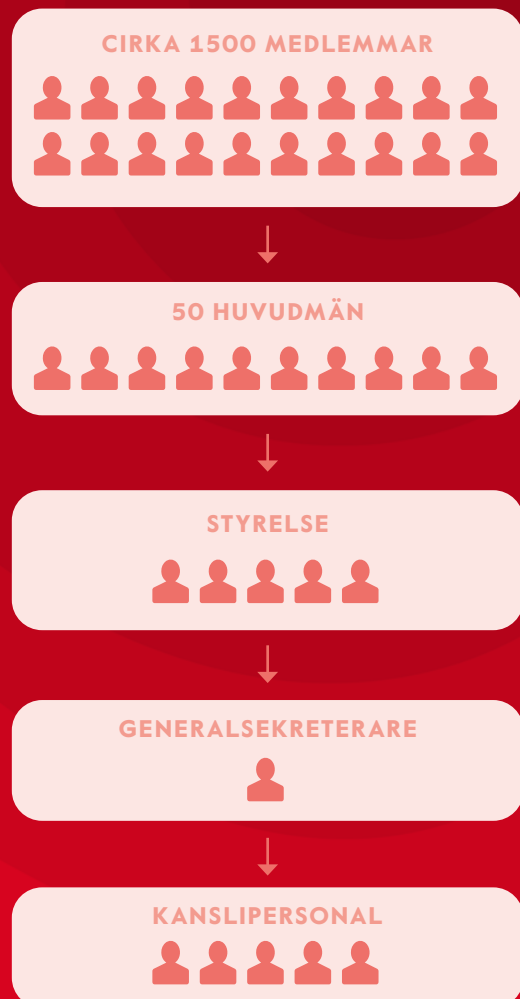 CIRKA 1500 MEDLEMMAR
50 HUVUDMÄN
STYRELSE
GENERALSEKRETERARE
KANSLIPERSONAL